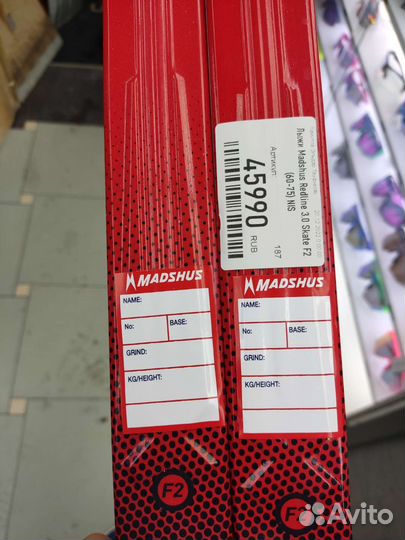 Лыжи Madshus Redline 3.0 Skate F2
(60-75) NIS
Артикул:
187
45990
RUB
MADSHUS
NAME:
No:
BASE:
GRIND:
KG/HEIGHT:
MADSHUS
NAME:
No:
BASE:
GRIND:
KG/HEIGHT:
F2
F2
Avito